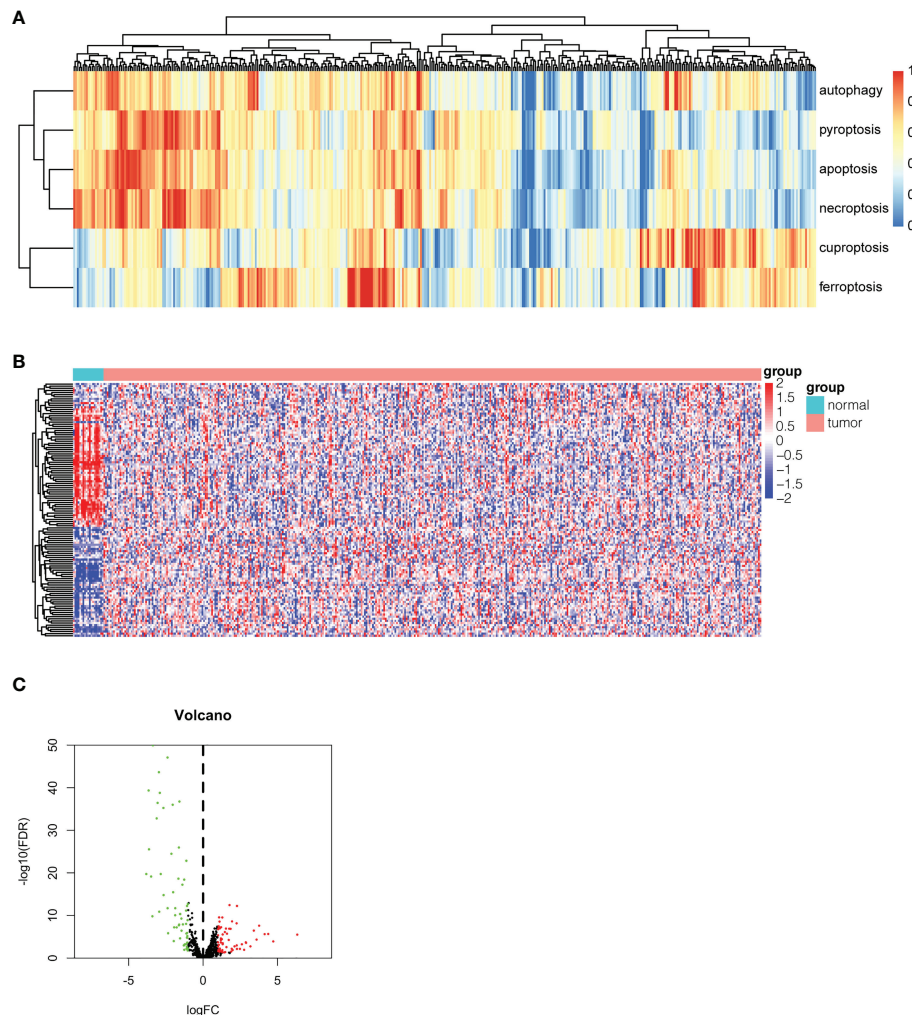 A
1
0
0
0
0
autophagy
pyroptosis
apoptosis
necroptosis
cuproptosis
ferroptosis
B
group
2
1.5
1
0.5
0
−0.5
−1
−1.5
−2
group
normal
tumor
C
Volcano
50
40
30
20
10
0
-log10(FDR)
-5
0
5
logFC